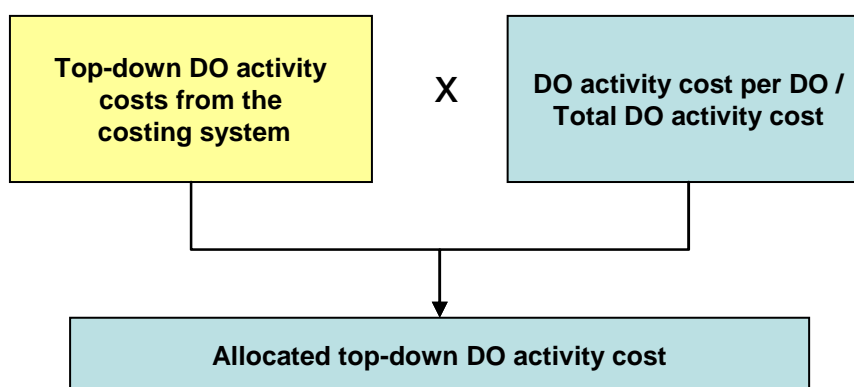 Top-down DO activity
costs from the
costing system
X
DO activity cost per DO /
Total DO activity cost
Allocated top-down DO activity cost